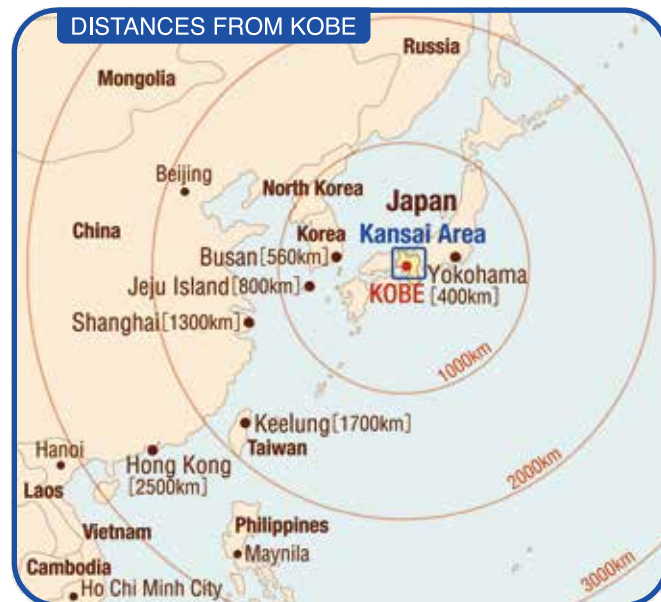 DISTANCES FROM KOBE
Russia
Mongolia
Beijing
North Korea
Japan
China
Korea
Kansai Area
Busan[560km]
Yokohama
[400km]
Jeju Island[800km]
KOBE
Shanghai[1300km]
1000km
Keelung[1700km]
Taiwan
Hanoi
Hong Kong
[2500km]
2000km
Laos
Vietnam
Philippines
Maynila
Cambodia
Ho Chi Minh City
3000km